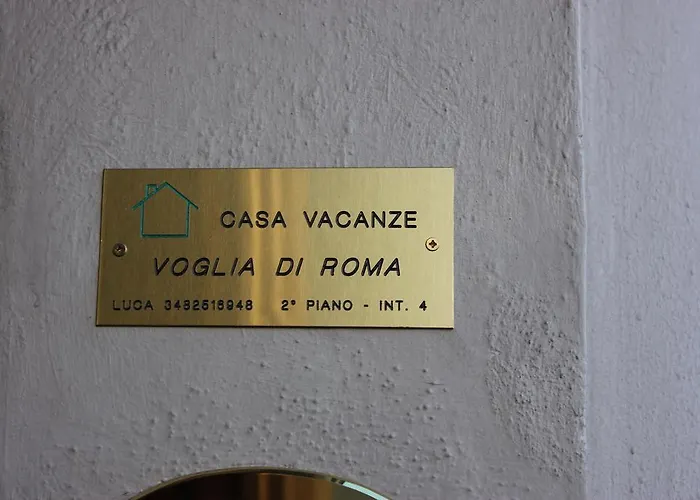 CASA VACANZE
VOGLIA DI ROMA
LUCA 3482516948 2° PIANO - INT. 4